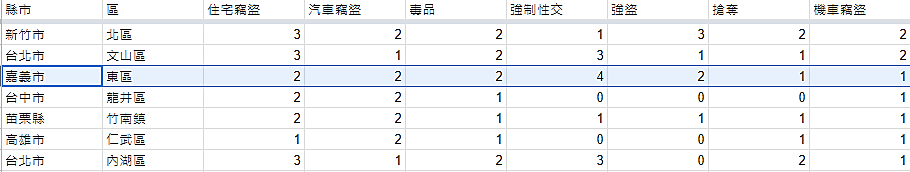 縣市 區 住宅竊盜 汽車竊盜 毒品 強制性交 強盜 搶奪 機車竊盜
新竹市 北區 3 2 2 1 3 2 2
台北市 文山區 3 1 2 3 1 1 2
嘉義市 東區 2 2 2 4 2 1 1
台中市 龍井區 2 2 1 0 0 0 1
苗栗縣 竹南鎮 2 2 1 1 1 1 1
高雄市 仁武區 1 2 1 0 0 1 1
台北市 內湖區 3 1 2 3 0 2 1